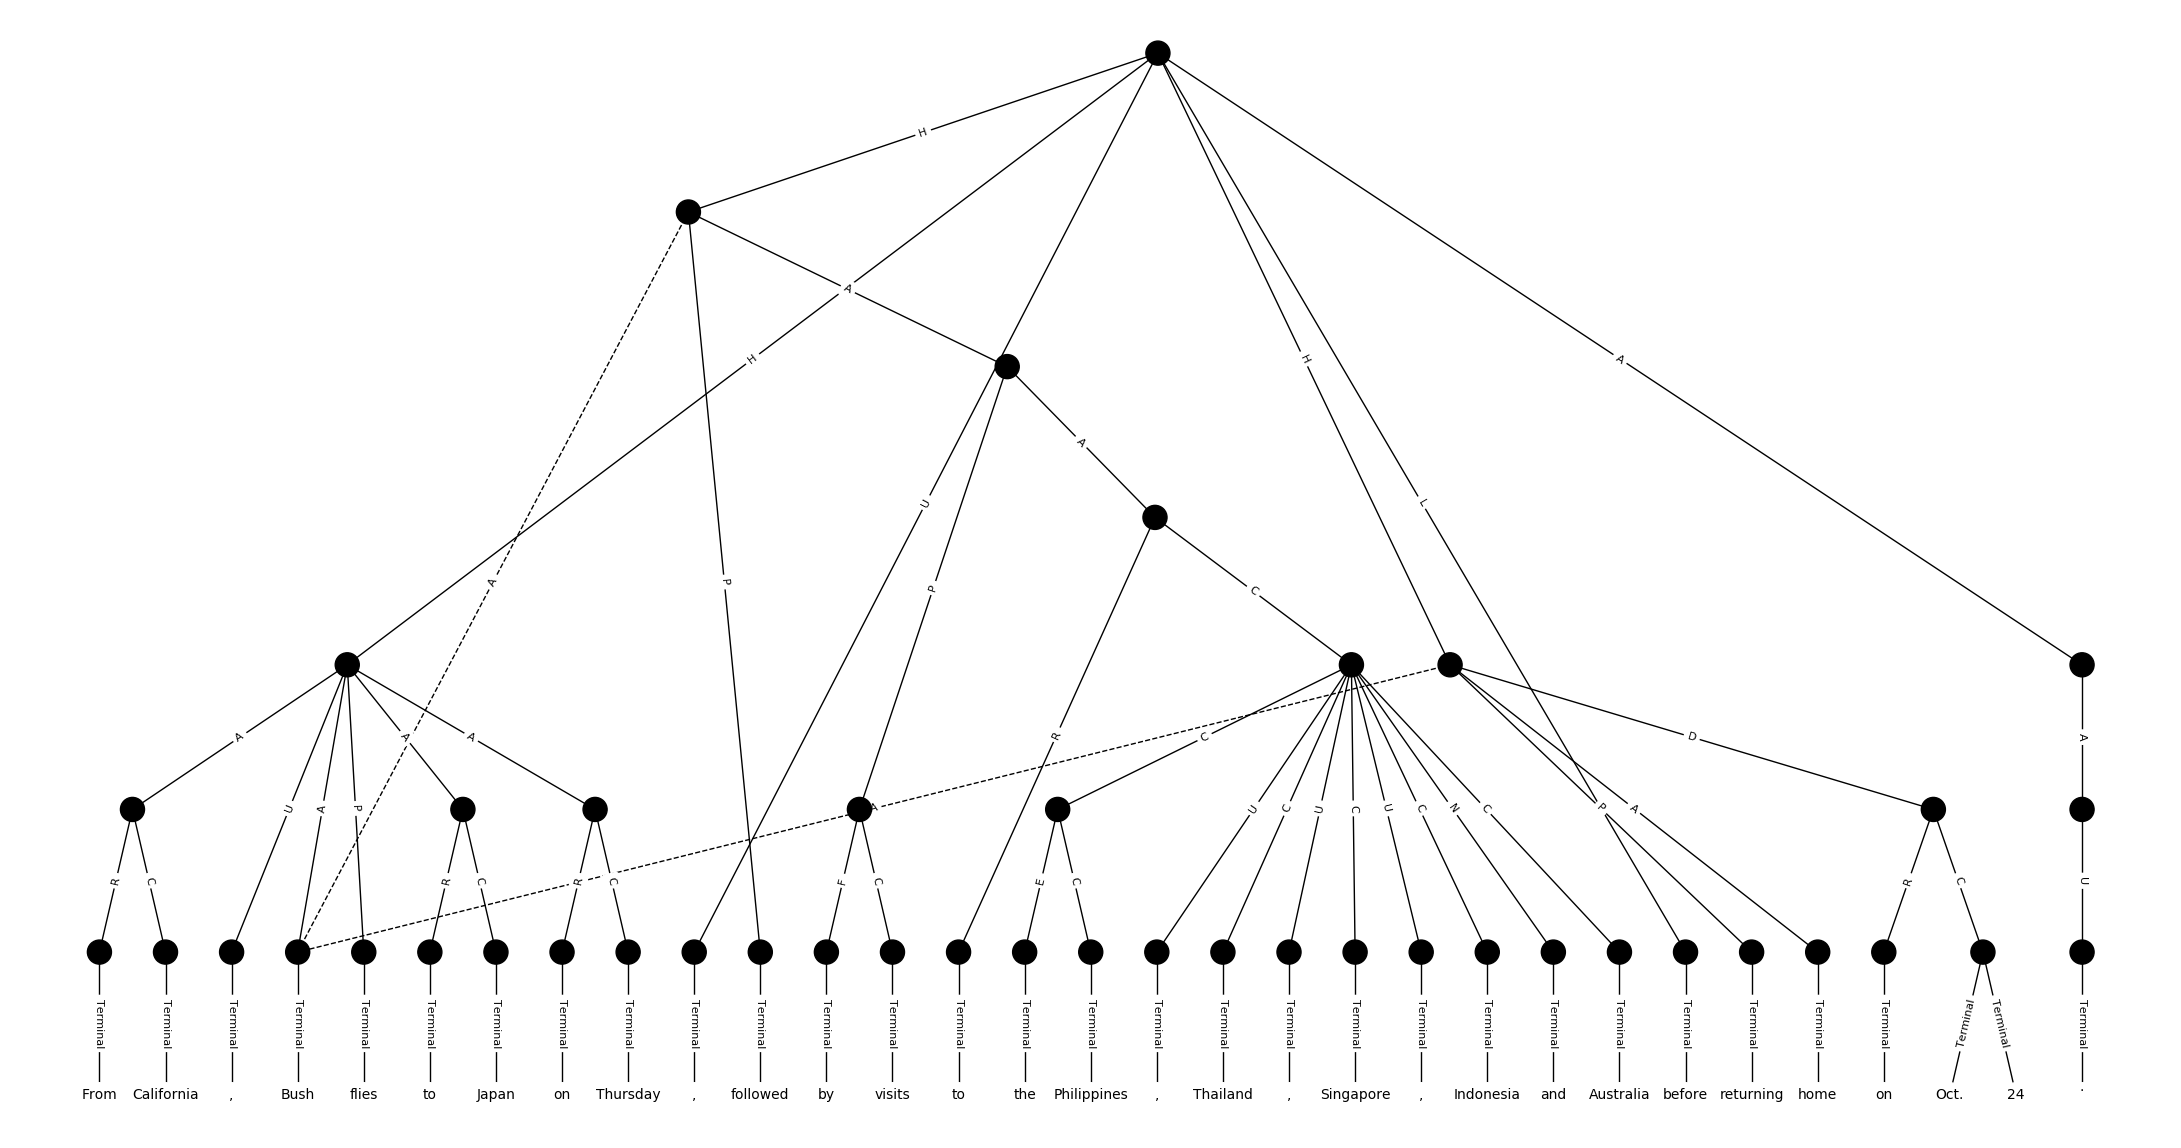 H
A
H
H
A
A
U
L
A
P
P
C
A
A
A
R
C
D
A
U
A
P
A
U
C
U
C
U
C
N
C
P
A
R
C
R
C
R
C
F
C
E
C
R
C
U
Terminal Terminal Terminal Terminal Terminal Terminal Terminal Terminal Terminal Terminal Terminal Terminal Terminal Terminal Terminal Terminal Terminal Terminal Terminal Terminal Terminal Terminal Terminal Terminal Terminal Terminal Terminal Terminal Terminal Terminal Terminal
From California , Bush flies to Japan on Thursday , followed by visits to the Philippines , Thailand , Singapore , Indonesia and Australia before returning home on Oct. 24 .